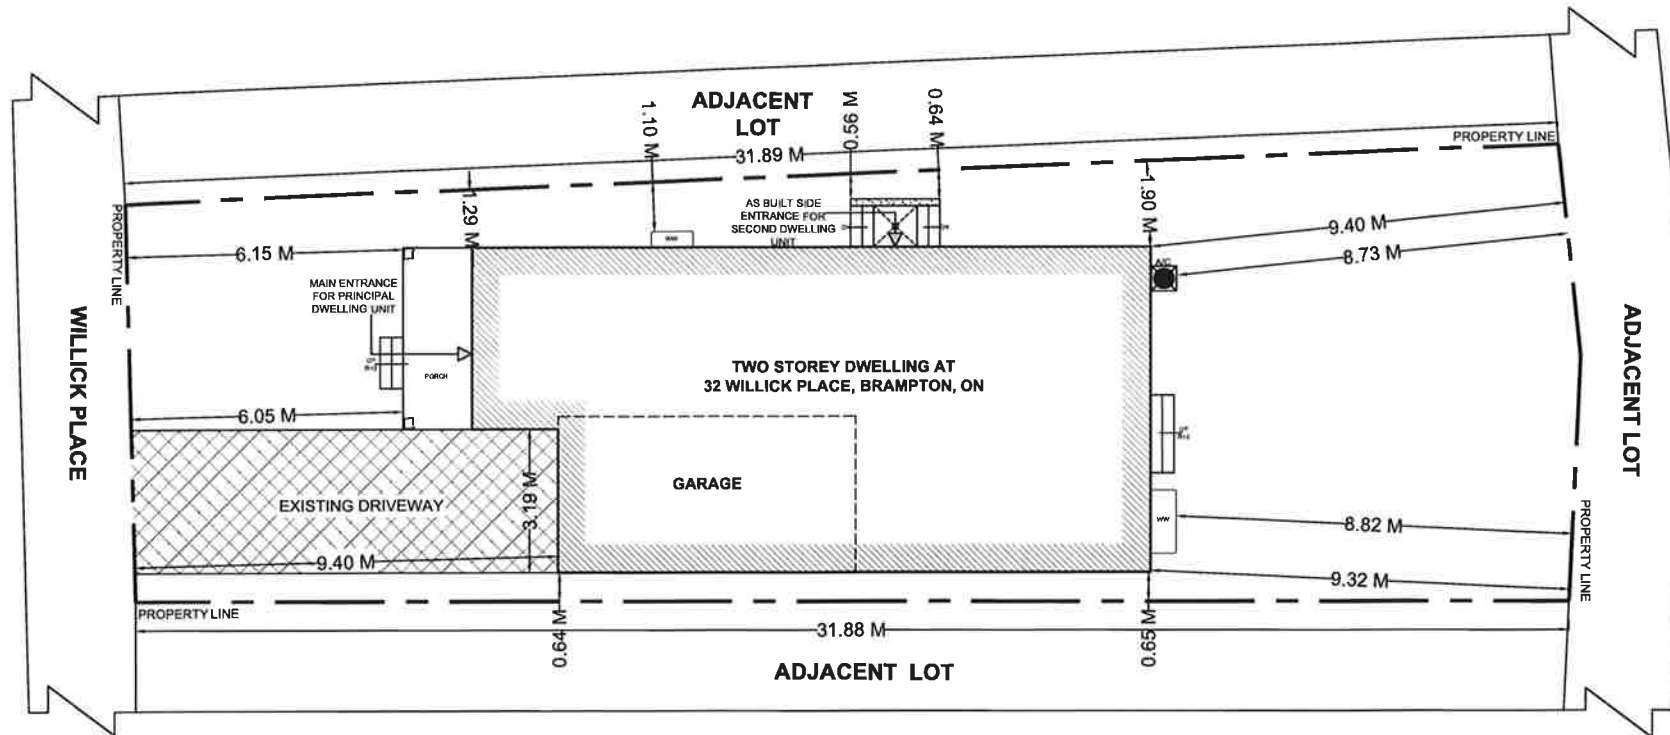 ADJACENT
LOT
31.89 M
1.10 M
0.56 M
0.64 M
PROPERTY LINE
1.29 M
1.90 M
AS BUILT SIDE
ENTRANCE FOR
SECOND DWELLING
UNIT
WW
PROPERTY LINE
6.15 M
9.40 M
8.73 M
A/C
MAIN ENTRANCE
FOR PRINCIPAL
DWELLING UNIT
PORCH
WILLICK PLACE
TWO STOREY DWELLING AT
32 WILLICK PLACE, BRAMPTON, ON
ADJACENT LOT
6.05 M
GARAGE
EXISTING DRIVEWAY
3.19 M
9.40 M
WW
8.82 M
9.32 M
PROPERTY LINE
PROPERTY LINE
0.64 M
31.88 M
0.65 M
ADJACENT LOT